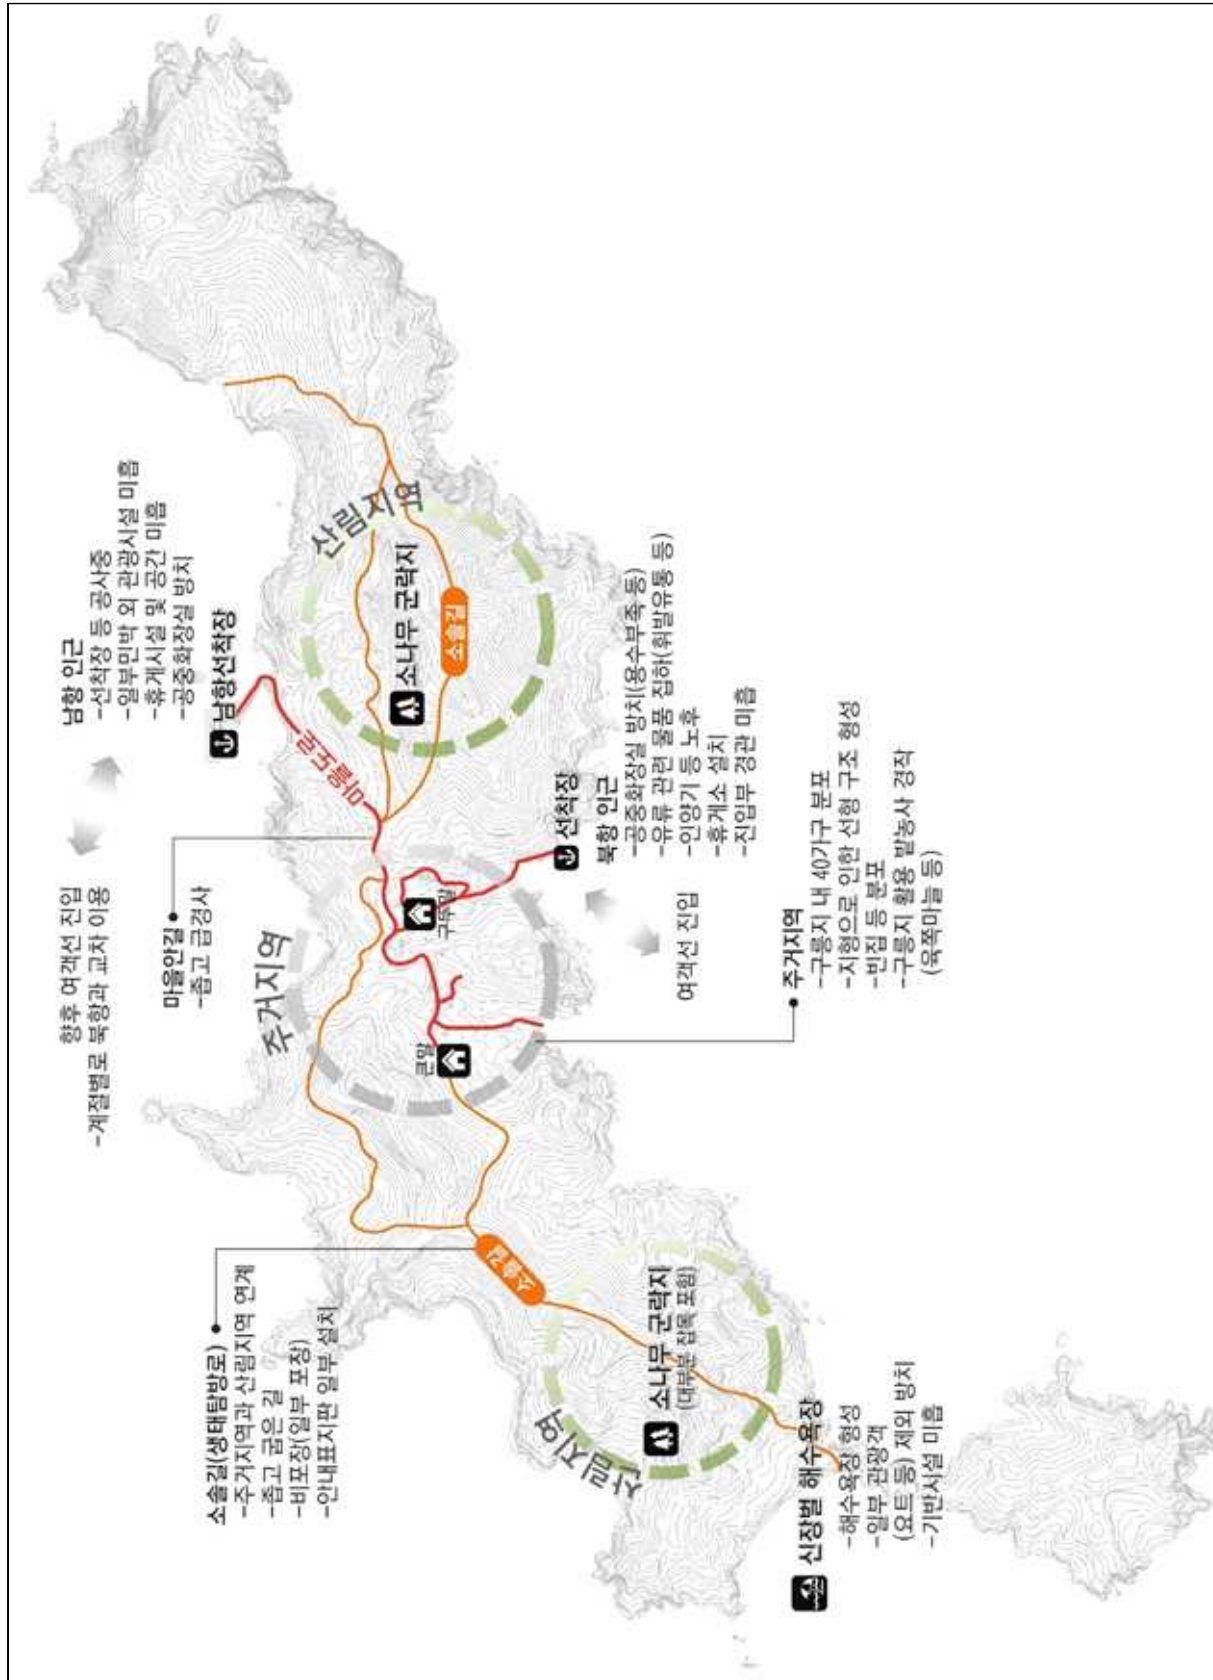 향후 여객선 진입
-계절별로 북항과 교차 이용
남항 인근
-선착장 등 공사중
-일부민박 외 관광시설 미흡
-휴게시설 및 공간 미흡
-공중화장실 방치
남항선착장
마을안길
-좁고 급경사
주거지역
산림지역
소나무 군락지
소솔길
구뚜말
큰말
소솔길(생태탐방로)
-주거지역과 산림지역 연계
-좁고 굽은 길
-비포장(일부 포장)
-안내표지판 일부 설치
소솔길
선착장
북항 인근
-공중화장실 방치(용수부족 등)
-유류 관련 물품 집하(휘발유통 등)
-인양기 등 노후
-휴게소 설치
-진입부 경관 미흡
여객선 진입
주거지역
-구릉지 내 40가구 분포
-지형으로 인한 선형 구조 형성
-빈집 등 분포
-구릉지 활용 밭농사 경작
(육쪽마늘 등)
산림지역
소나무 군락지
(대부분 잡목 포함)
신장벌 해수욕장
-해수욕장 형성
-일부 관광객
(요트 등) 제외 방치
-기반시설 미흡